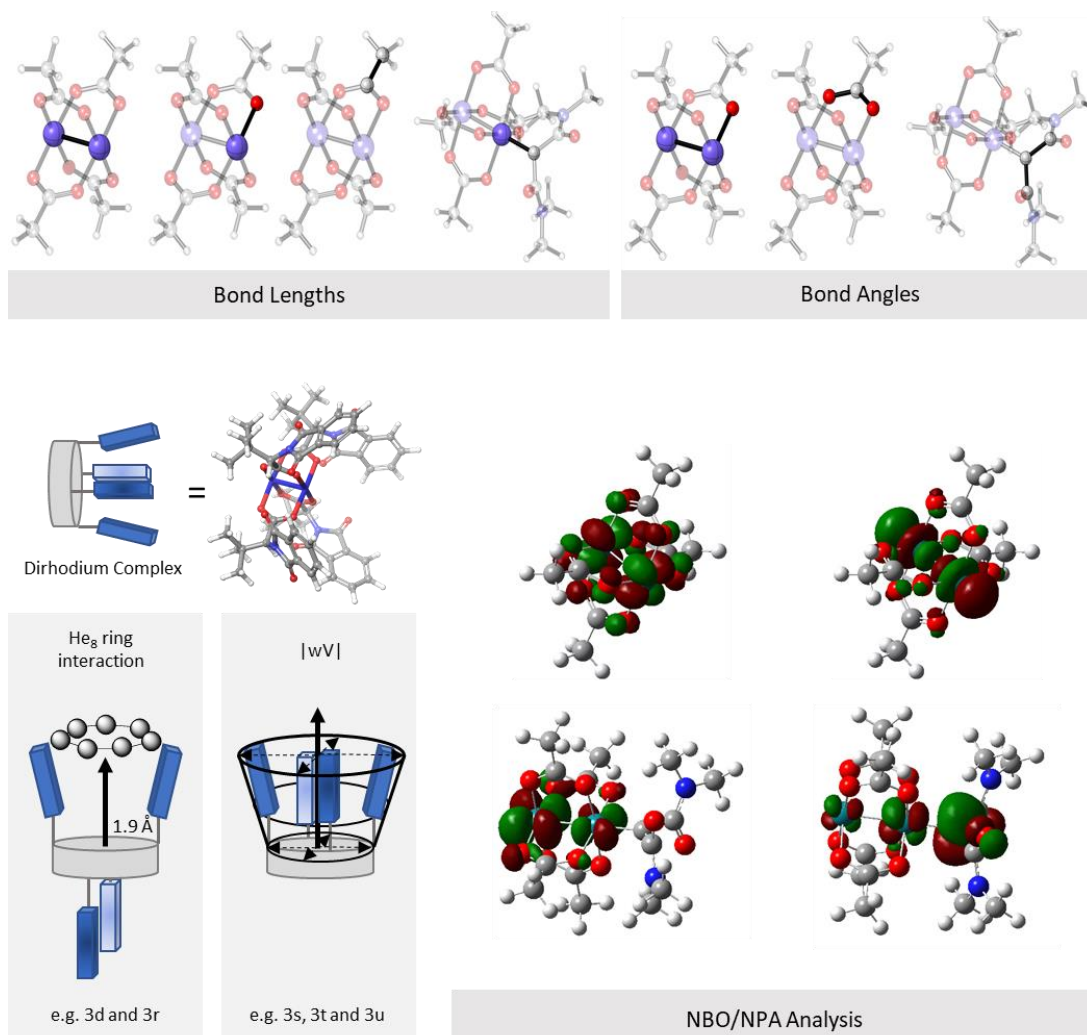 Bond Lengths
Bond Angles
=
Dirhodium Complex
He₈ ring
interaction
1.9 Å
e.g. 3d and 3r
|wV|
e.g. 3s, 3t and 3u
NBO/NPA Analysis